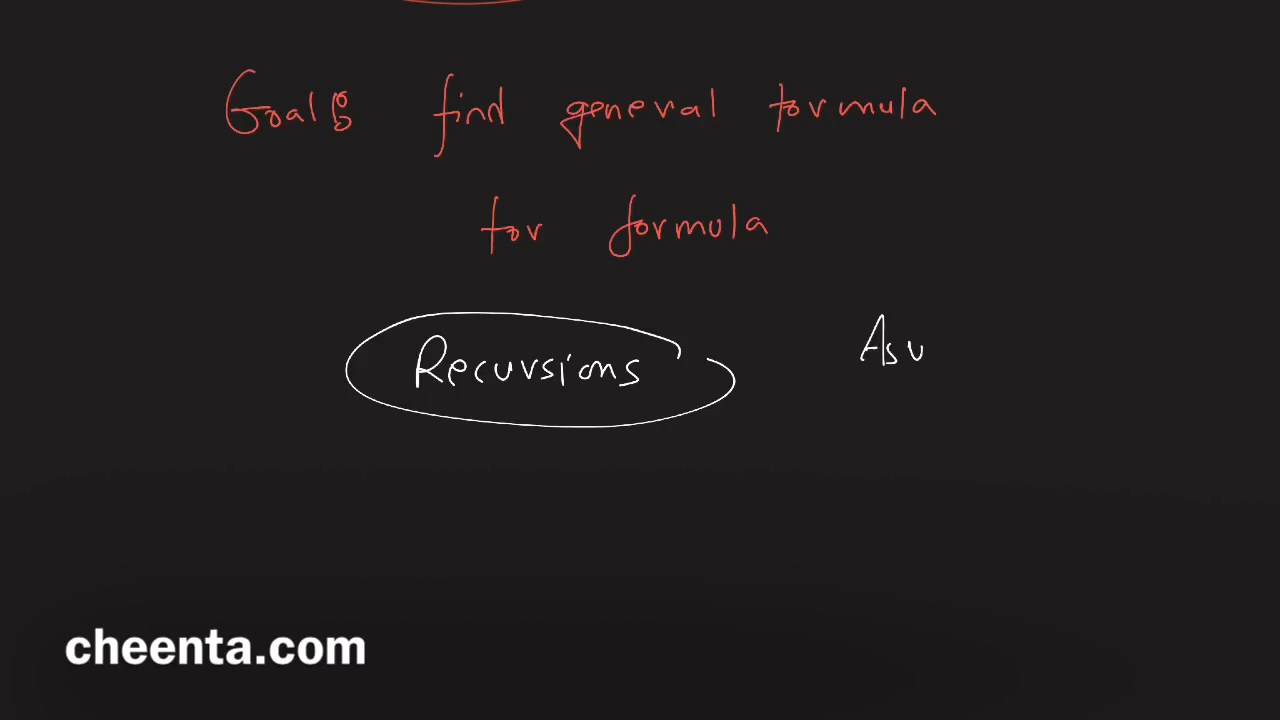 Goal: find general formula
for formula
Recursions Asu
cheenta.com